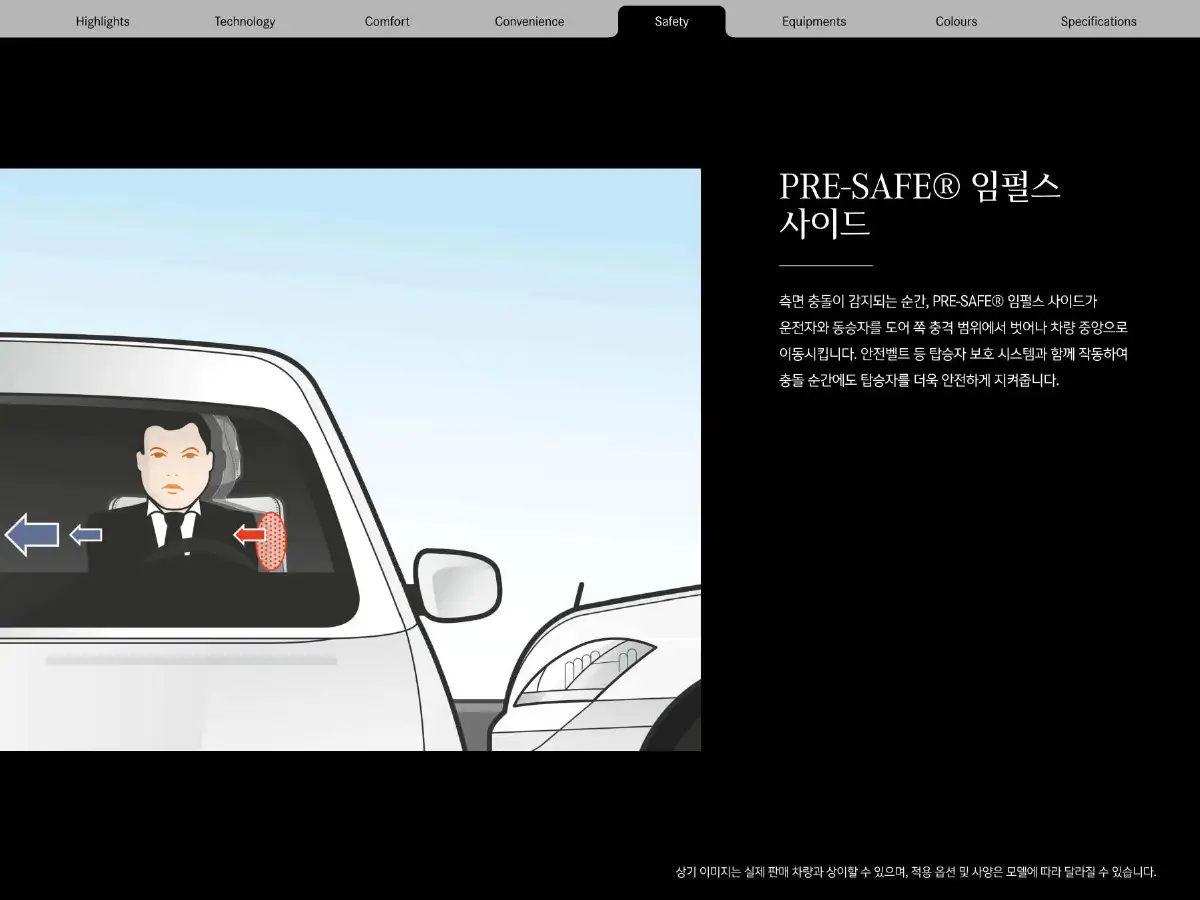 Highlights
Technology
Comfort
Convenience
Safety
Equipments
Colours
Specifications
PRE-SAFE® 임펄스
사이드
측면 충돌이 감지되는 순간, PRE-SAFE® 임펄스 사이드가
운전자와 동승자를 도어 쪽 충격 범위에서 벗어나 차량 중앙으로
이동시킵니다. 안전벨트 등 탑승자 보호 시스템과 함께 작동하여
충돌 순간에도 탑승자를 더욱 안전하게 지켜줍니다.
상기 이미지는 실제 판매 차량과 상이할 수 있으며, 적용 옵션 및 사양은 모델에 따라 달라질 수 있습니다.